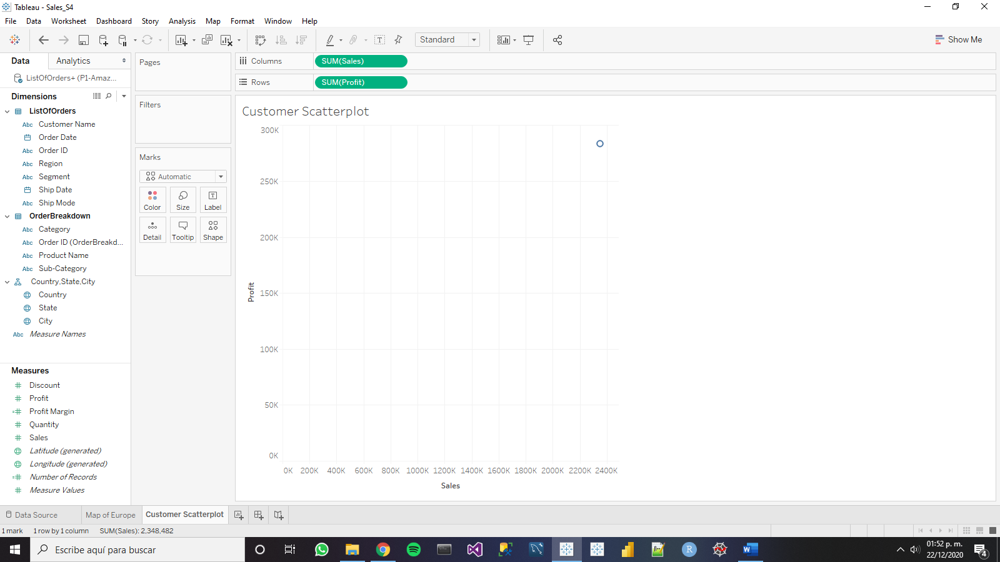 Tableau - Sales_S4
File Data Worksheet Dashboard Story Analysis Map Format Window Help
Standard
Show Me
Data Analytics
ListOfOrders+ (P1-Amaz...
Dimensions
ListOfOrders
Abc Customer Name
Order Date
Abc Order ID
Abc Region
Abc Segment
Ship Date
Abc Ship Mode
OrderBreakdown
Abc Category
Abc Order ID (OrderBreakd...
Abc Product Name
Abc Sub-Category
Country,State,City
Country
State
City
Abc Measure Names
Measures
Discount
Profit
Profit Margin
Quantity
Sales
Latitude (generated)
Longitude (generated)
Number of Records
Measure Values
Pages
Filters
Marks
Automatic
Color Size Label
Detail Tooltip Shape
Columns SUM(Sales)
Rows SUM(Profit)
Customer Scatterplot
300K
250K
200K
150K
100K
50K
0K
Profit
0K 200K 400K 600K 800K 1000K 1200K 1400K 1600K 1800K 2000K 2200K 2400K
Sales
Data Source Map of Europe Customer Scatterplot
1 mark 1 row by 1 column SUM(Sales): 2,348,482
Escribe aquí para buscar
01:52 p. m.
22/12/2020
4